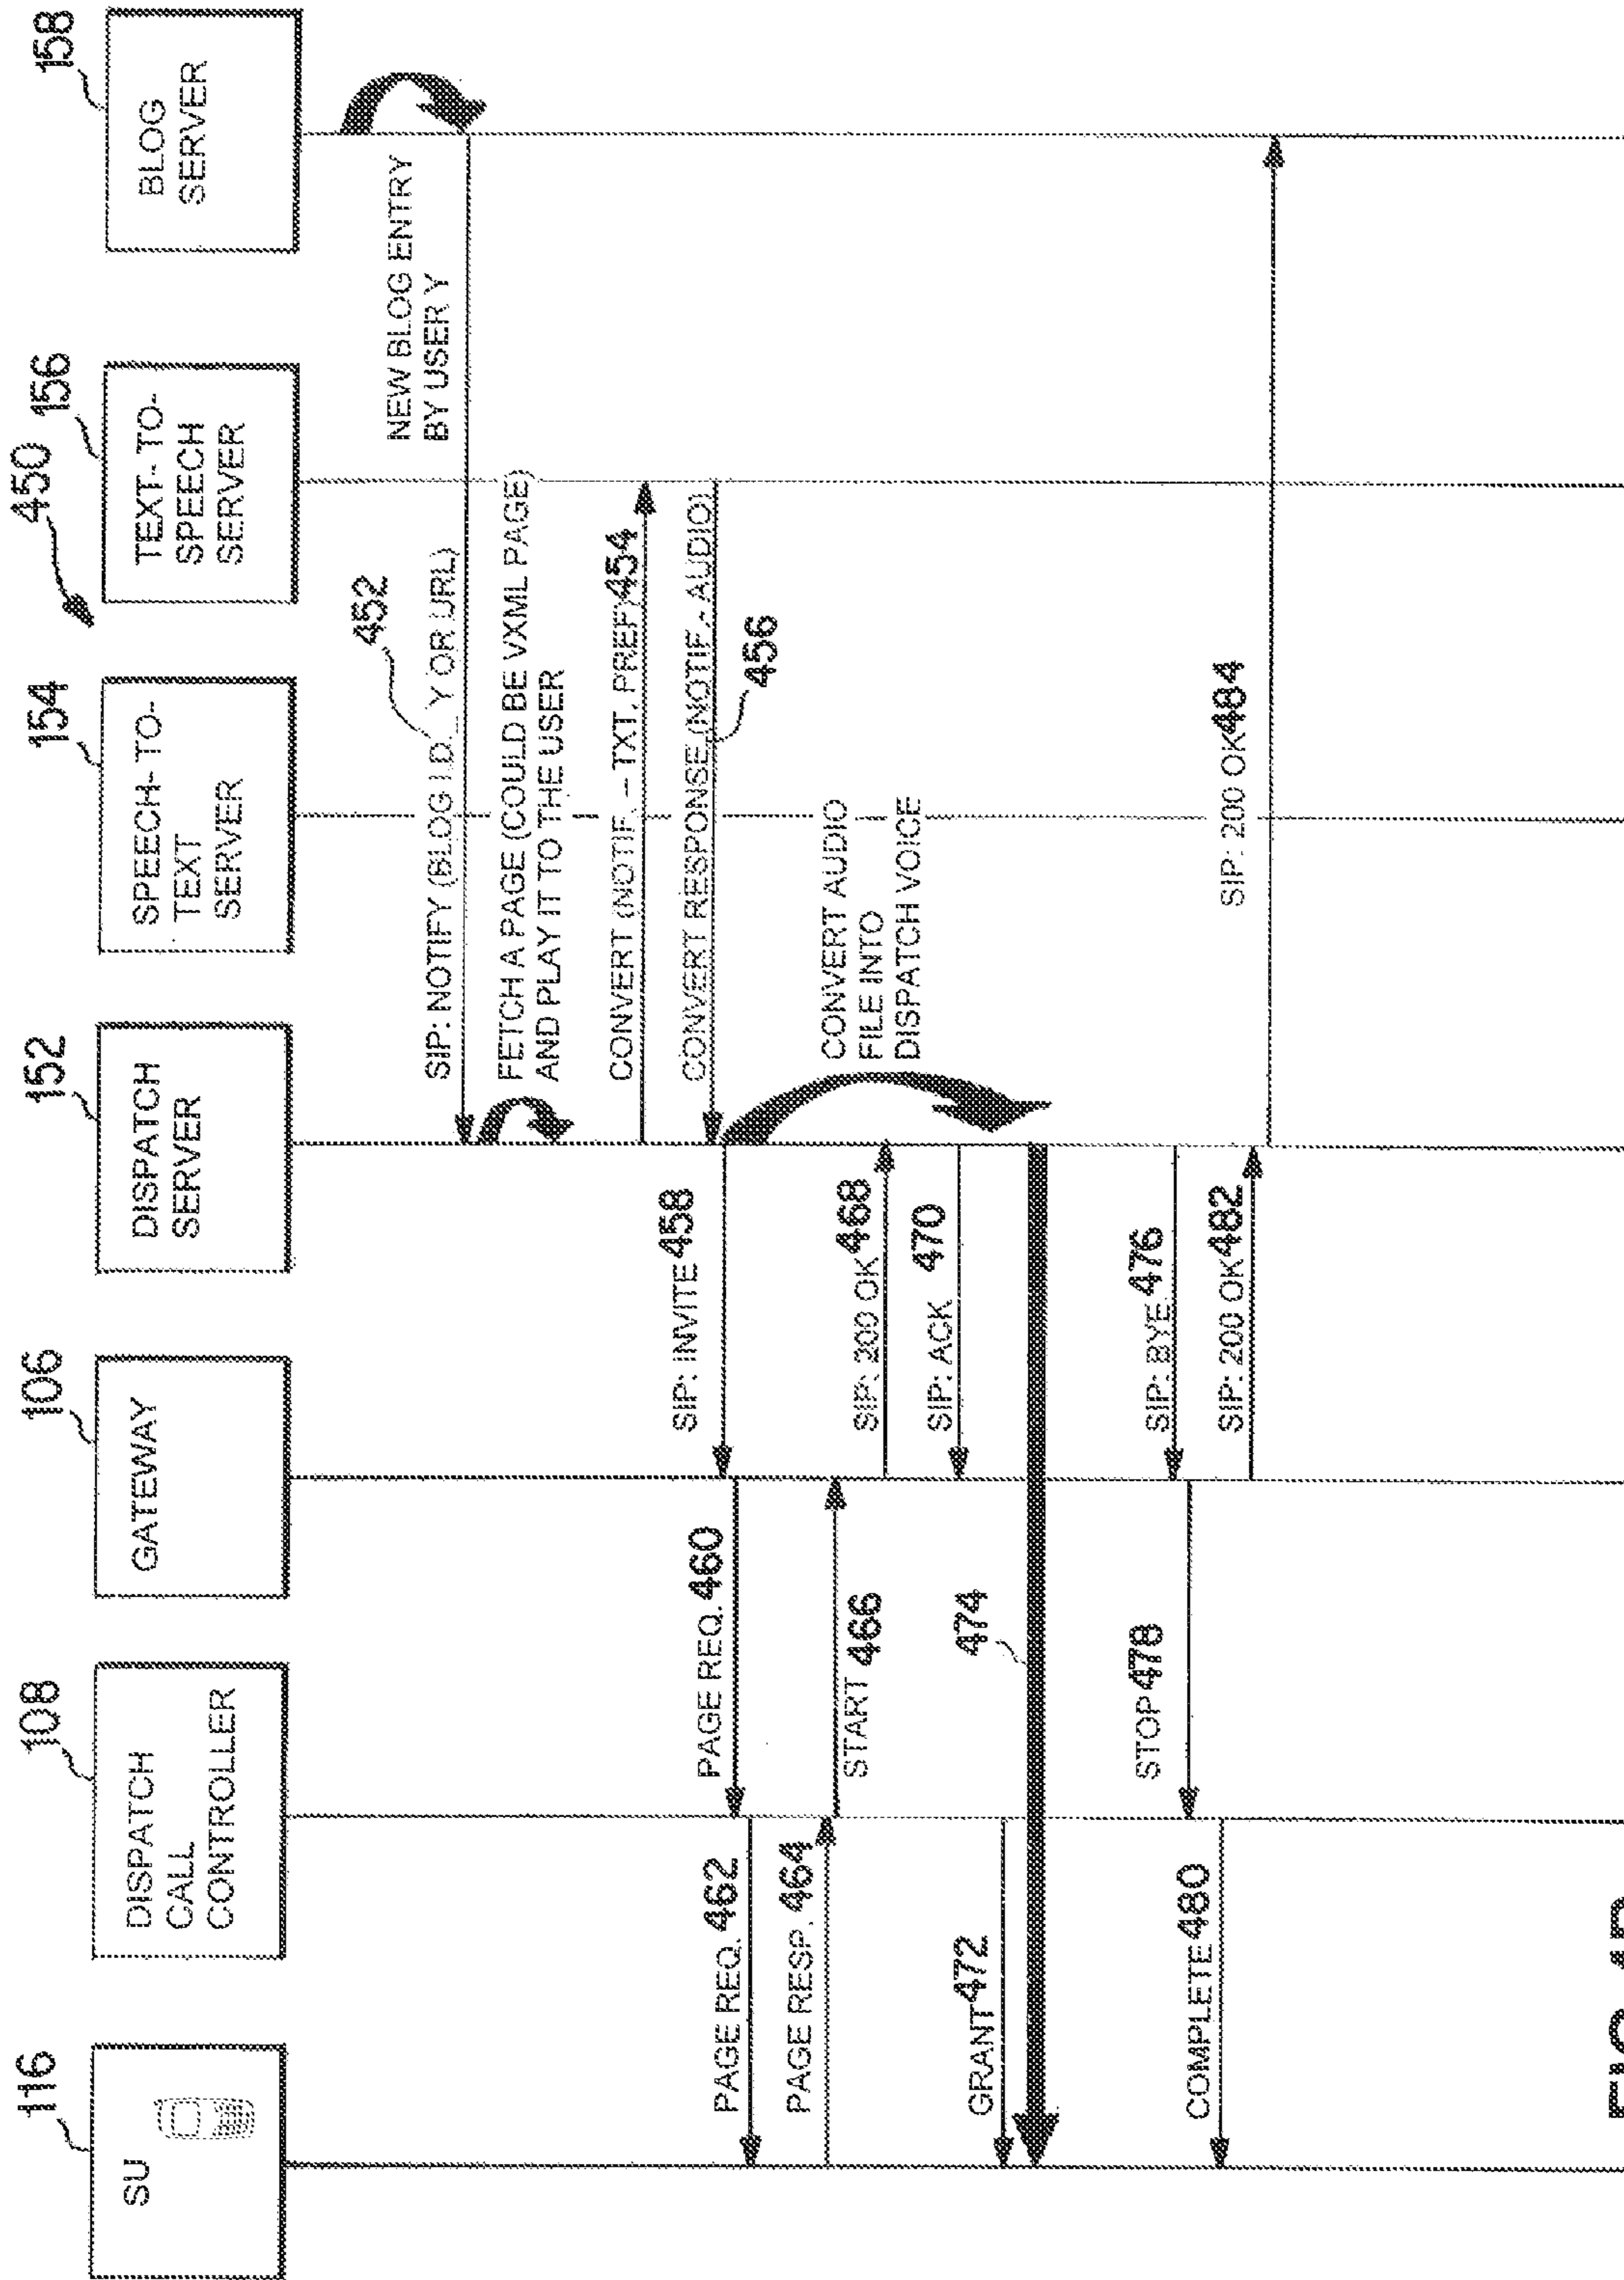 450
116
SU
108
DISPATCH
CALL
CONTROLLER
106
GATEWAY
152
DISPATCH
SERVER
154
SPEECH-TO-
TEXT
SERVER
156
TEXT-TO-
SPEECH
SERVER
158
BLOG
SERVER
NEW BLOG ENTRY
BY USER Y
452
SIP: NOTIFY (BLOG I.D. Y OR URL)
FETCH A PAGE (COULD BE VXML PAGE)
AND PLAY IT TO THE USER
CONVERT (NOTIF. - TXT, PREF) 454
CONVERT RESPONSE (NOTIF.- AUDIO)
456
SIP: INVITE 458
PAGE REQ. 460
PAGE REQ. 462
PAGE RESP. 464
START 466
CONVERT AUDIO
FILE INTO
DISPATCH VOICE
SIP: 200 OK 468
SIP: ACK 470
GRANT 472
474
SIP: BYE 476
STOP 478
COMPLETE 480
SIP: 200 OK 482
SIP: 200 OK 484